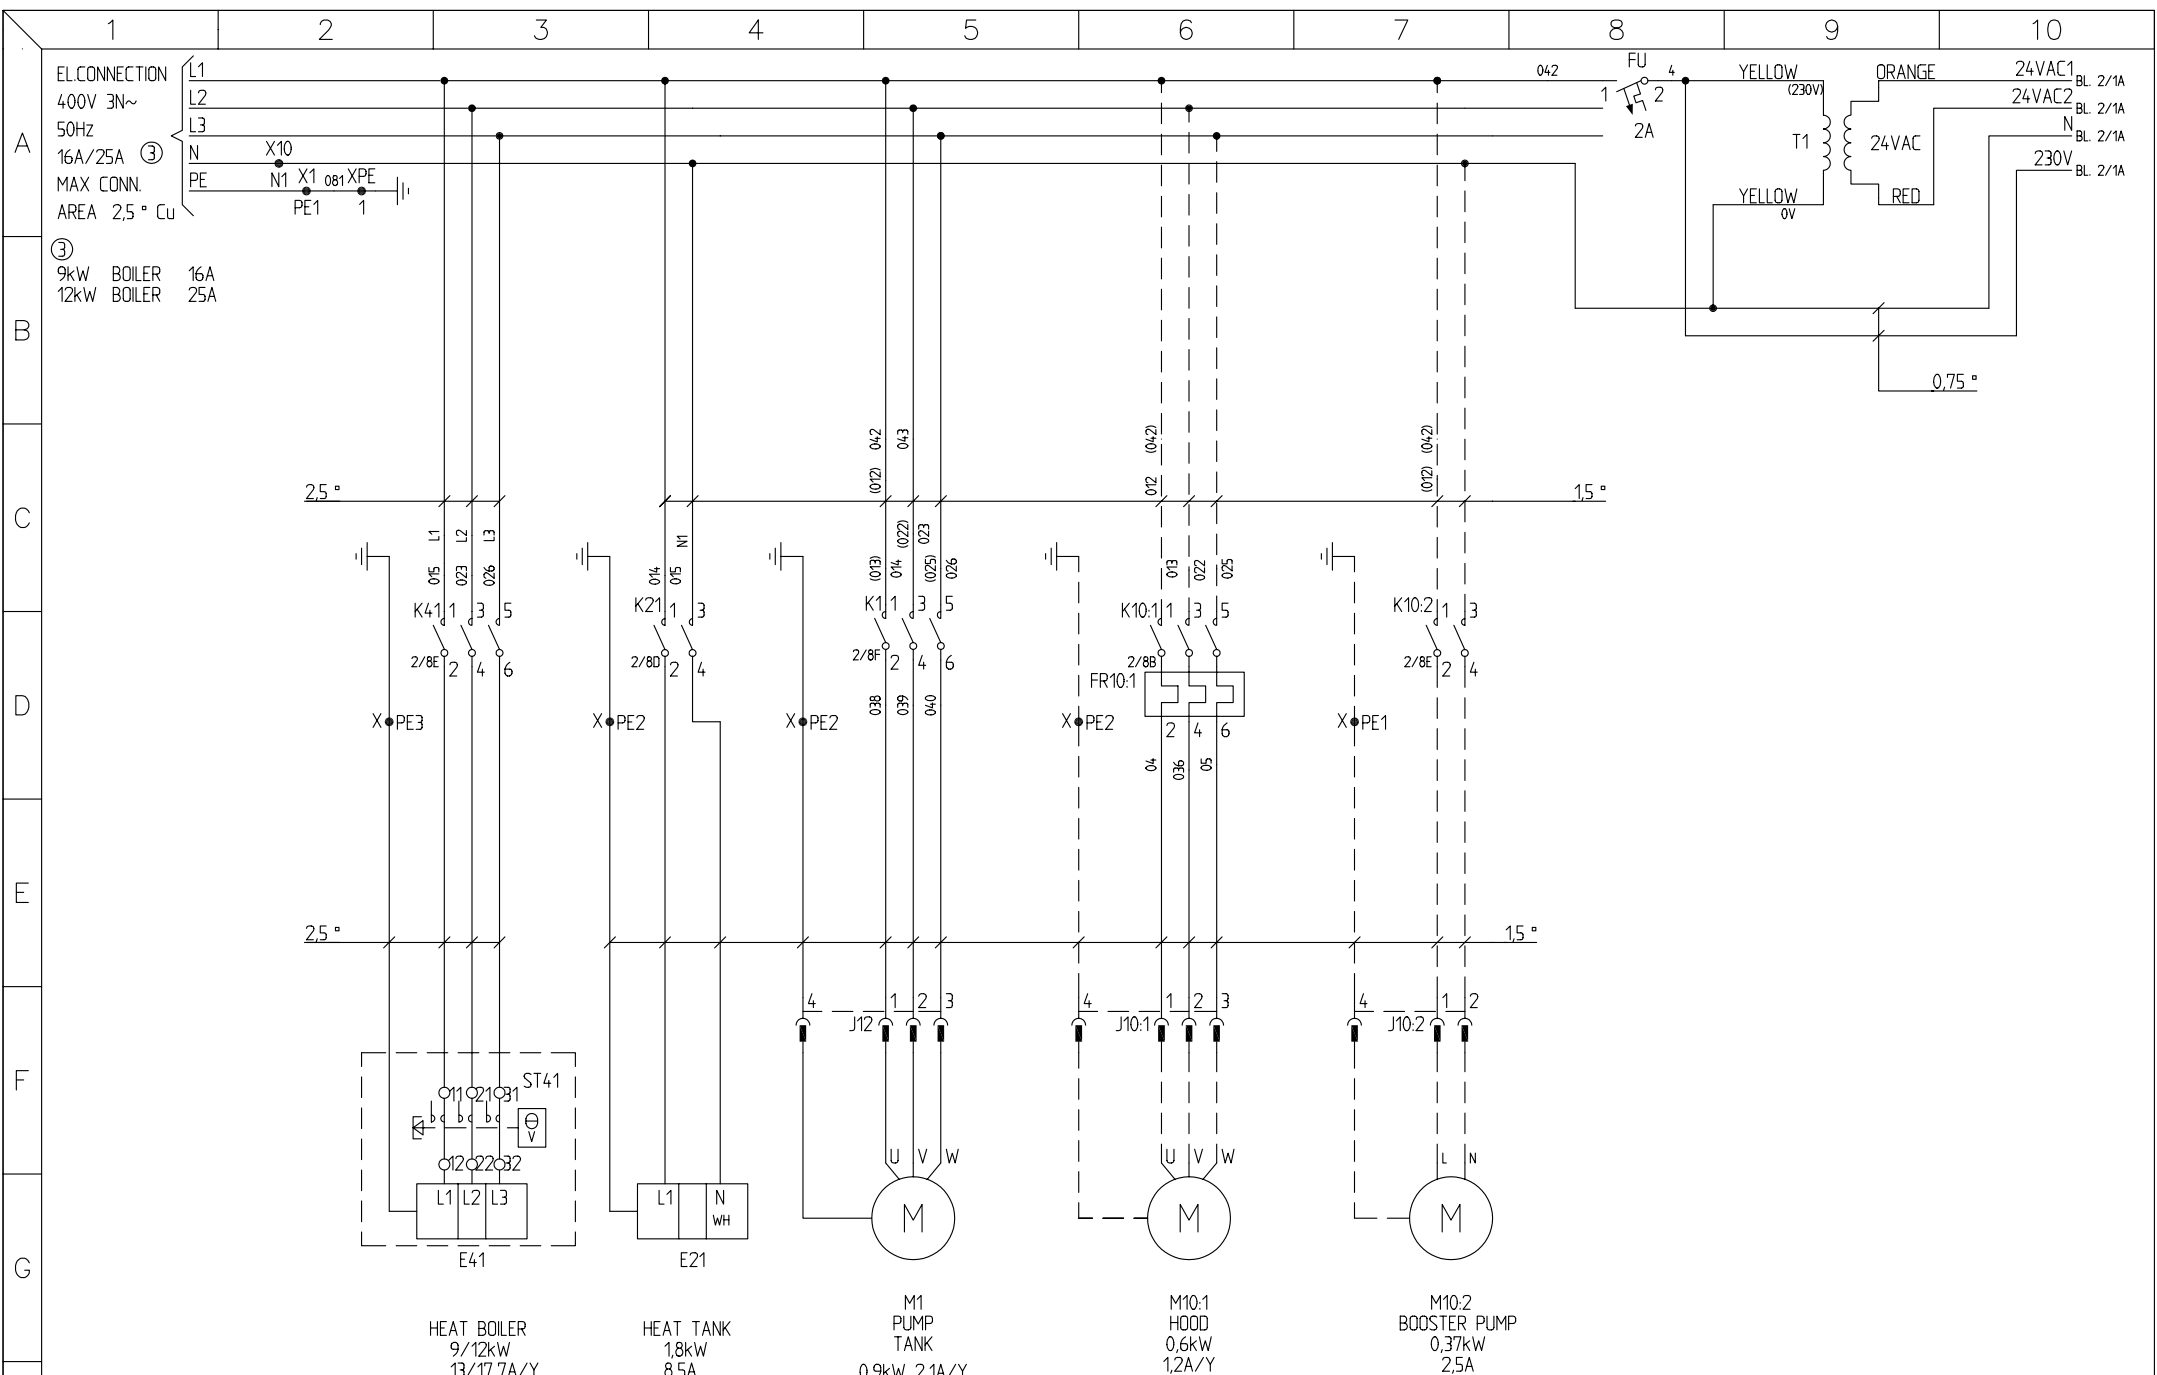 1 2 3 4 5 6 7 8 9 10
A
B
C
D
E
F
G
EL.CONNECTION
400V 3N~
50Hz
16A/25A ③
MAX CONN.
AREA 2,5 ▫ Cu
L1
L2
L3
N
PE
X10
N1 X1 081 XPE
PE1 1
③
9kW BOILER 16A
12kW BOILER 25A
042
FU
4
1 2
2A
YELLOW
(230V)
ORANGE
T1
24VAC
YELLOW
0V
RED
24VAC1 BL. 2/1A
24VAC2 BL. 2/1A
N BL. 2/1A
230V BL. 2/1A
0,75 ▫
042 043
(012)
(042)
012
(042)
(012)
2,5 ▫
1,5 ▫
L1 L2 L3
015 023 026
N1
014 015
(022) 023
(013) 014 (025) 026
013 022 025
K41 1 3 5
2/8E 2 4 6
K21 1 3
2/8D 2 4
K1 1 3 5
2/8F 2 4 6
K10:1 1 3 5
2/8B
FR10:1
2 4 6
K10:2 1 3
2/8E 2 4
038 039 040
04 036 05
X PE3
X PE2
X PE2
X PE2
X PE1
2,5 ▫
1,5 ▫
4 J12 1 2 3
4 J10:1 1 2 3
4 J10:2 1 2
ST41
11 21 31
Θ
V
12 22 32
L1 L2 L3
E41
L1 N
WH
E21
U V W
M
U V W
M
L N
M
HEAT BOILER
9/12kW
13/17,7A/Y
HEAT TANK
1,8kW
8,5A
M1
PUMP
TANK
0,9kW 2,1A/Y
M10:1
HOOD
0,6kW
1,2A/Y
M10:2
BOOSTER PUMP
0,37kW
2,5A